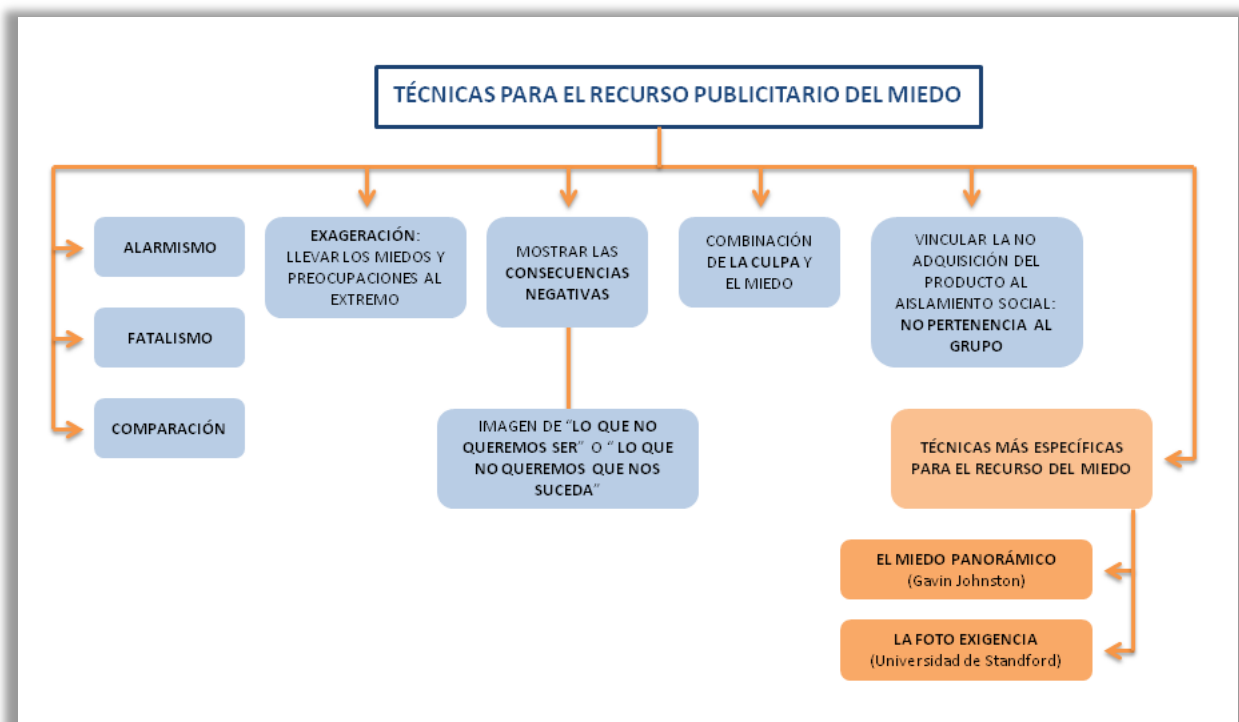 TÉCNICAS PARA EL RECURSO PUBLICITARIO DEL MIEDO
ALARMISMO
FATALISMO
COMPARACIÓN
EXAGERACIÓN:
LLEVAR LOS MIEDOS Y
PREOCUPACIONES AL
EXTREMO
MOSTRAR LAS
CONSECUENCIAS
NEGATIVAS
IMAGEN DE “LO QUE NO
QUEREMOS SER” O “ LO QUE
NO QUEREMOS QUE NOS
SUCEDA”
COMBINACIÓN
DE LA CULPA Y
EL MIEDO
VINCULAR LA NO
ADQUISICIÓN DEL
PRODUCTO AL
AISLAMIENTO SOCIAL:
NO PERTENENCIA AL
GRUPO
TÉCNICAS MÁS ESPECÍFICAS
PARA EL RECURSO DEL MIEDO
EL MIEDO PANORÁMICO
(Gavin Johnston)
LA FOTO EXIGENCIA
(Universidad de Standford)